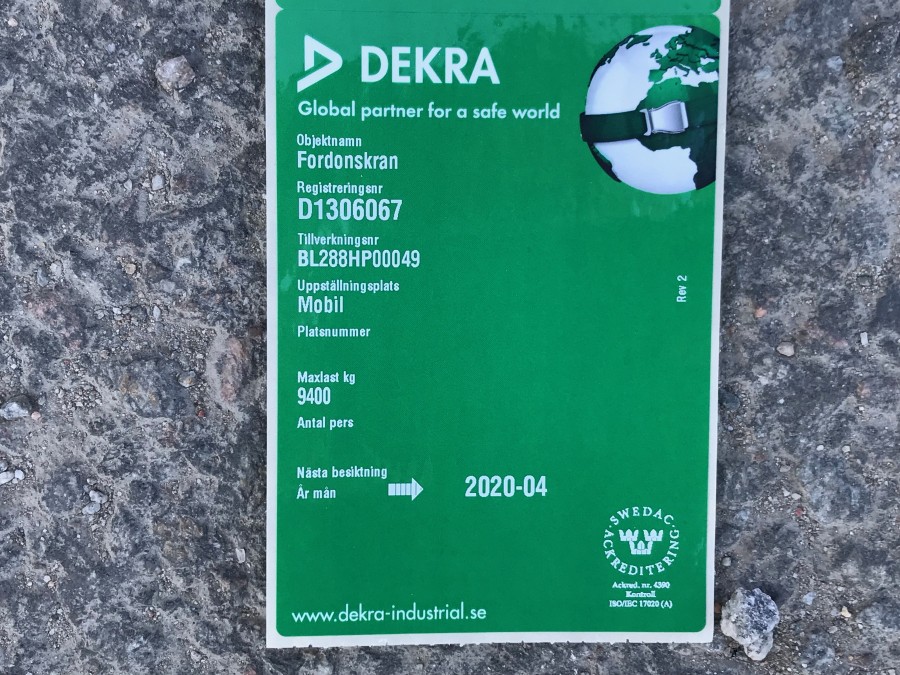 DEKRA
Global partner for a safe world
Objektnamn
Fordonskran
Registreringsnr
D1306067
Tillverkningsnr
BL288HP00049
Uppställningsplats
Mobil
Platsnummer
Rev 2
Maxlast kg
9400
Antal pers
Nästa besiktning
År mån
2020-04
SWEDAC
ACKREDITERING
Ackred. nr. 4390
Kontroll
ISO/IEC 17020 (A)
www.dekra-industrial.se